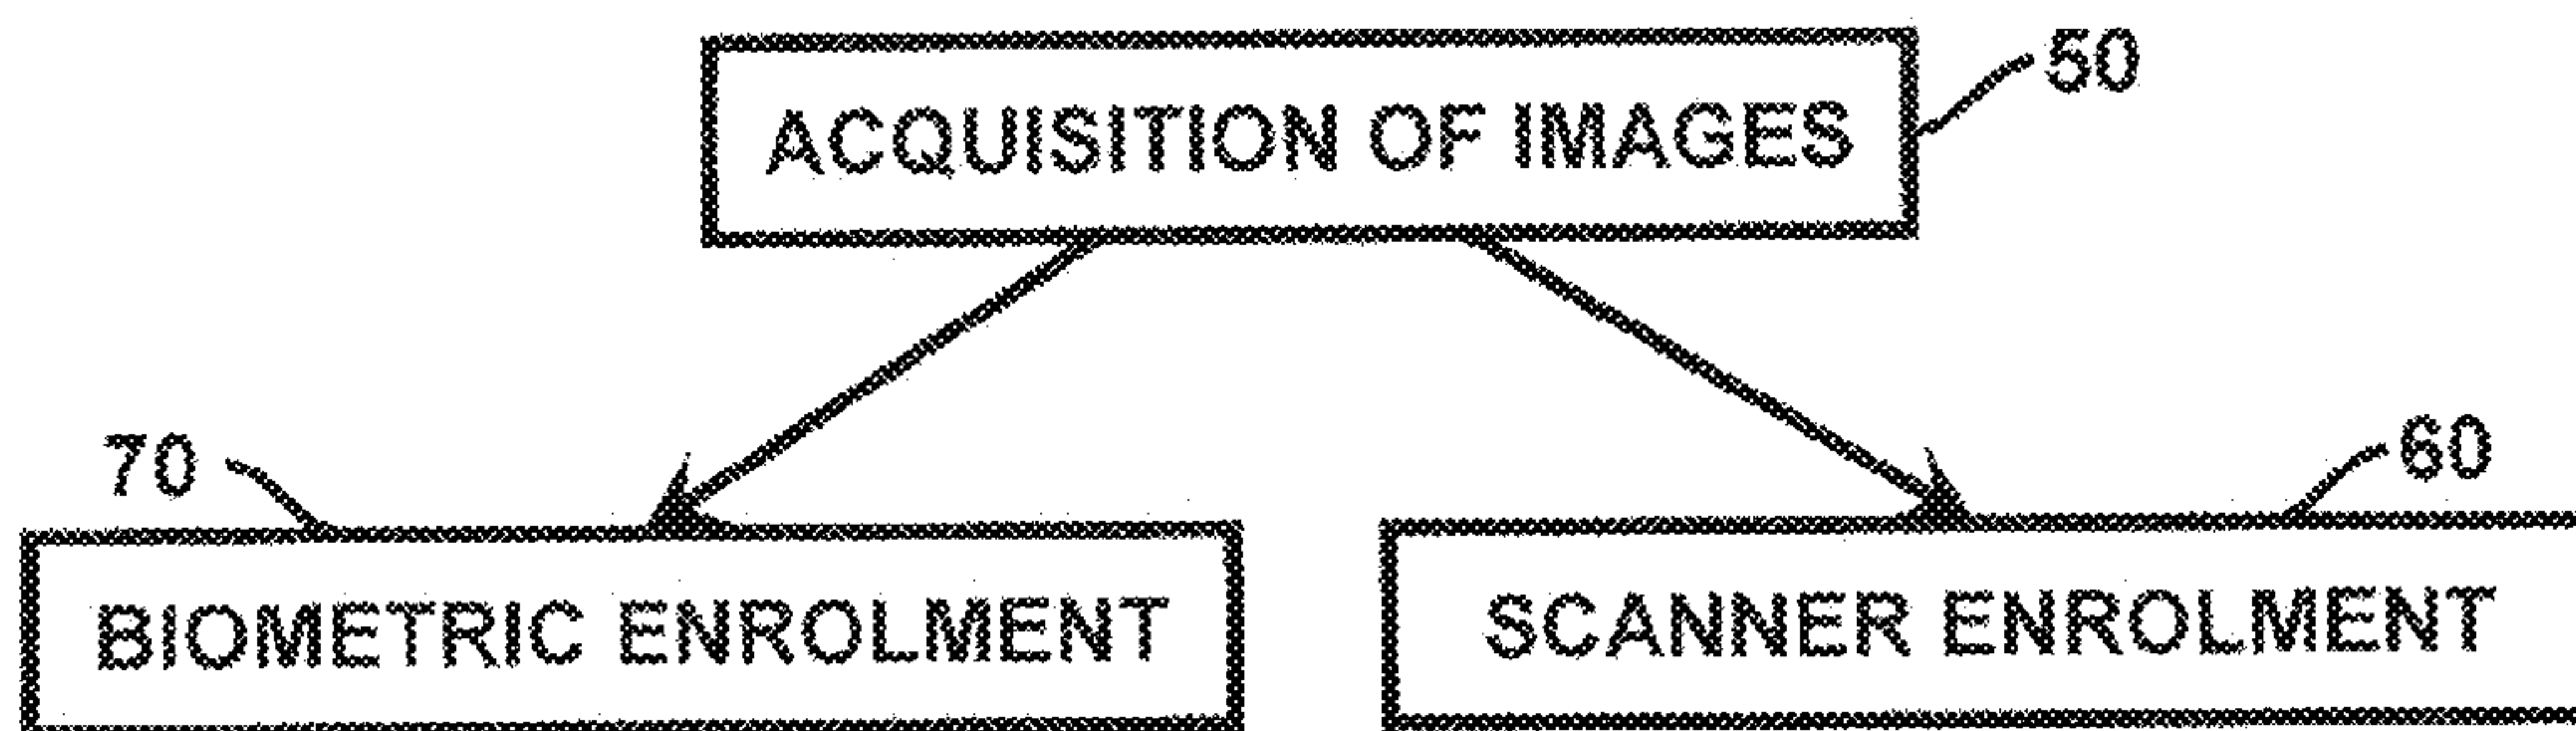 ACQUISITION OF IMAGES
50
70
60
BIOMETRIC ENROLMENT
SCANNER ENROLMENT